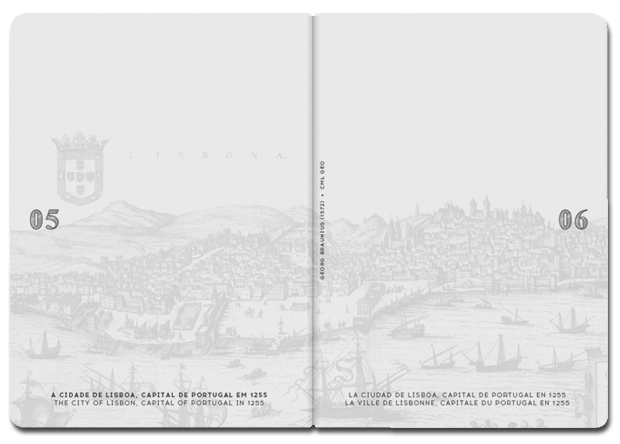 LISBONA.
05
A CIDADE DE LISBOA, CAPITAL DE PORTUGAL EM 1255
THE CITY OF LISBON, CAPITAL OF PORTUGAL IN 1255
GEORG BRAUNIUS (1572) • CML GEO
06
LA CIUDAD DE LISBOA, CAPITAL DE PORTUGAL EN 1255
LA VILLE DE LISBONNE, CAPITALE DU PORTUGAL EN 1255